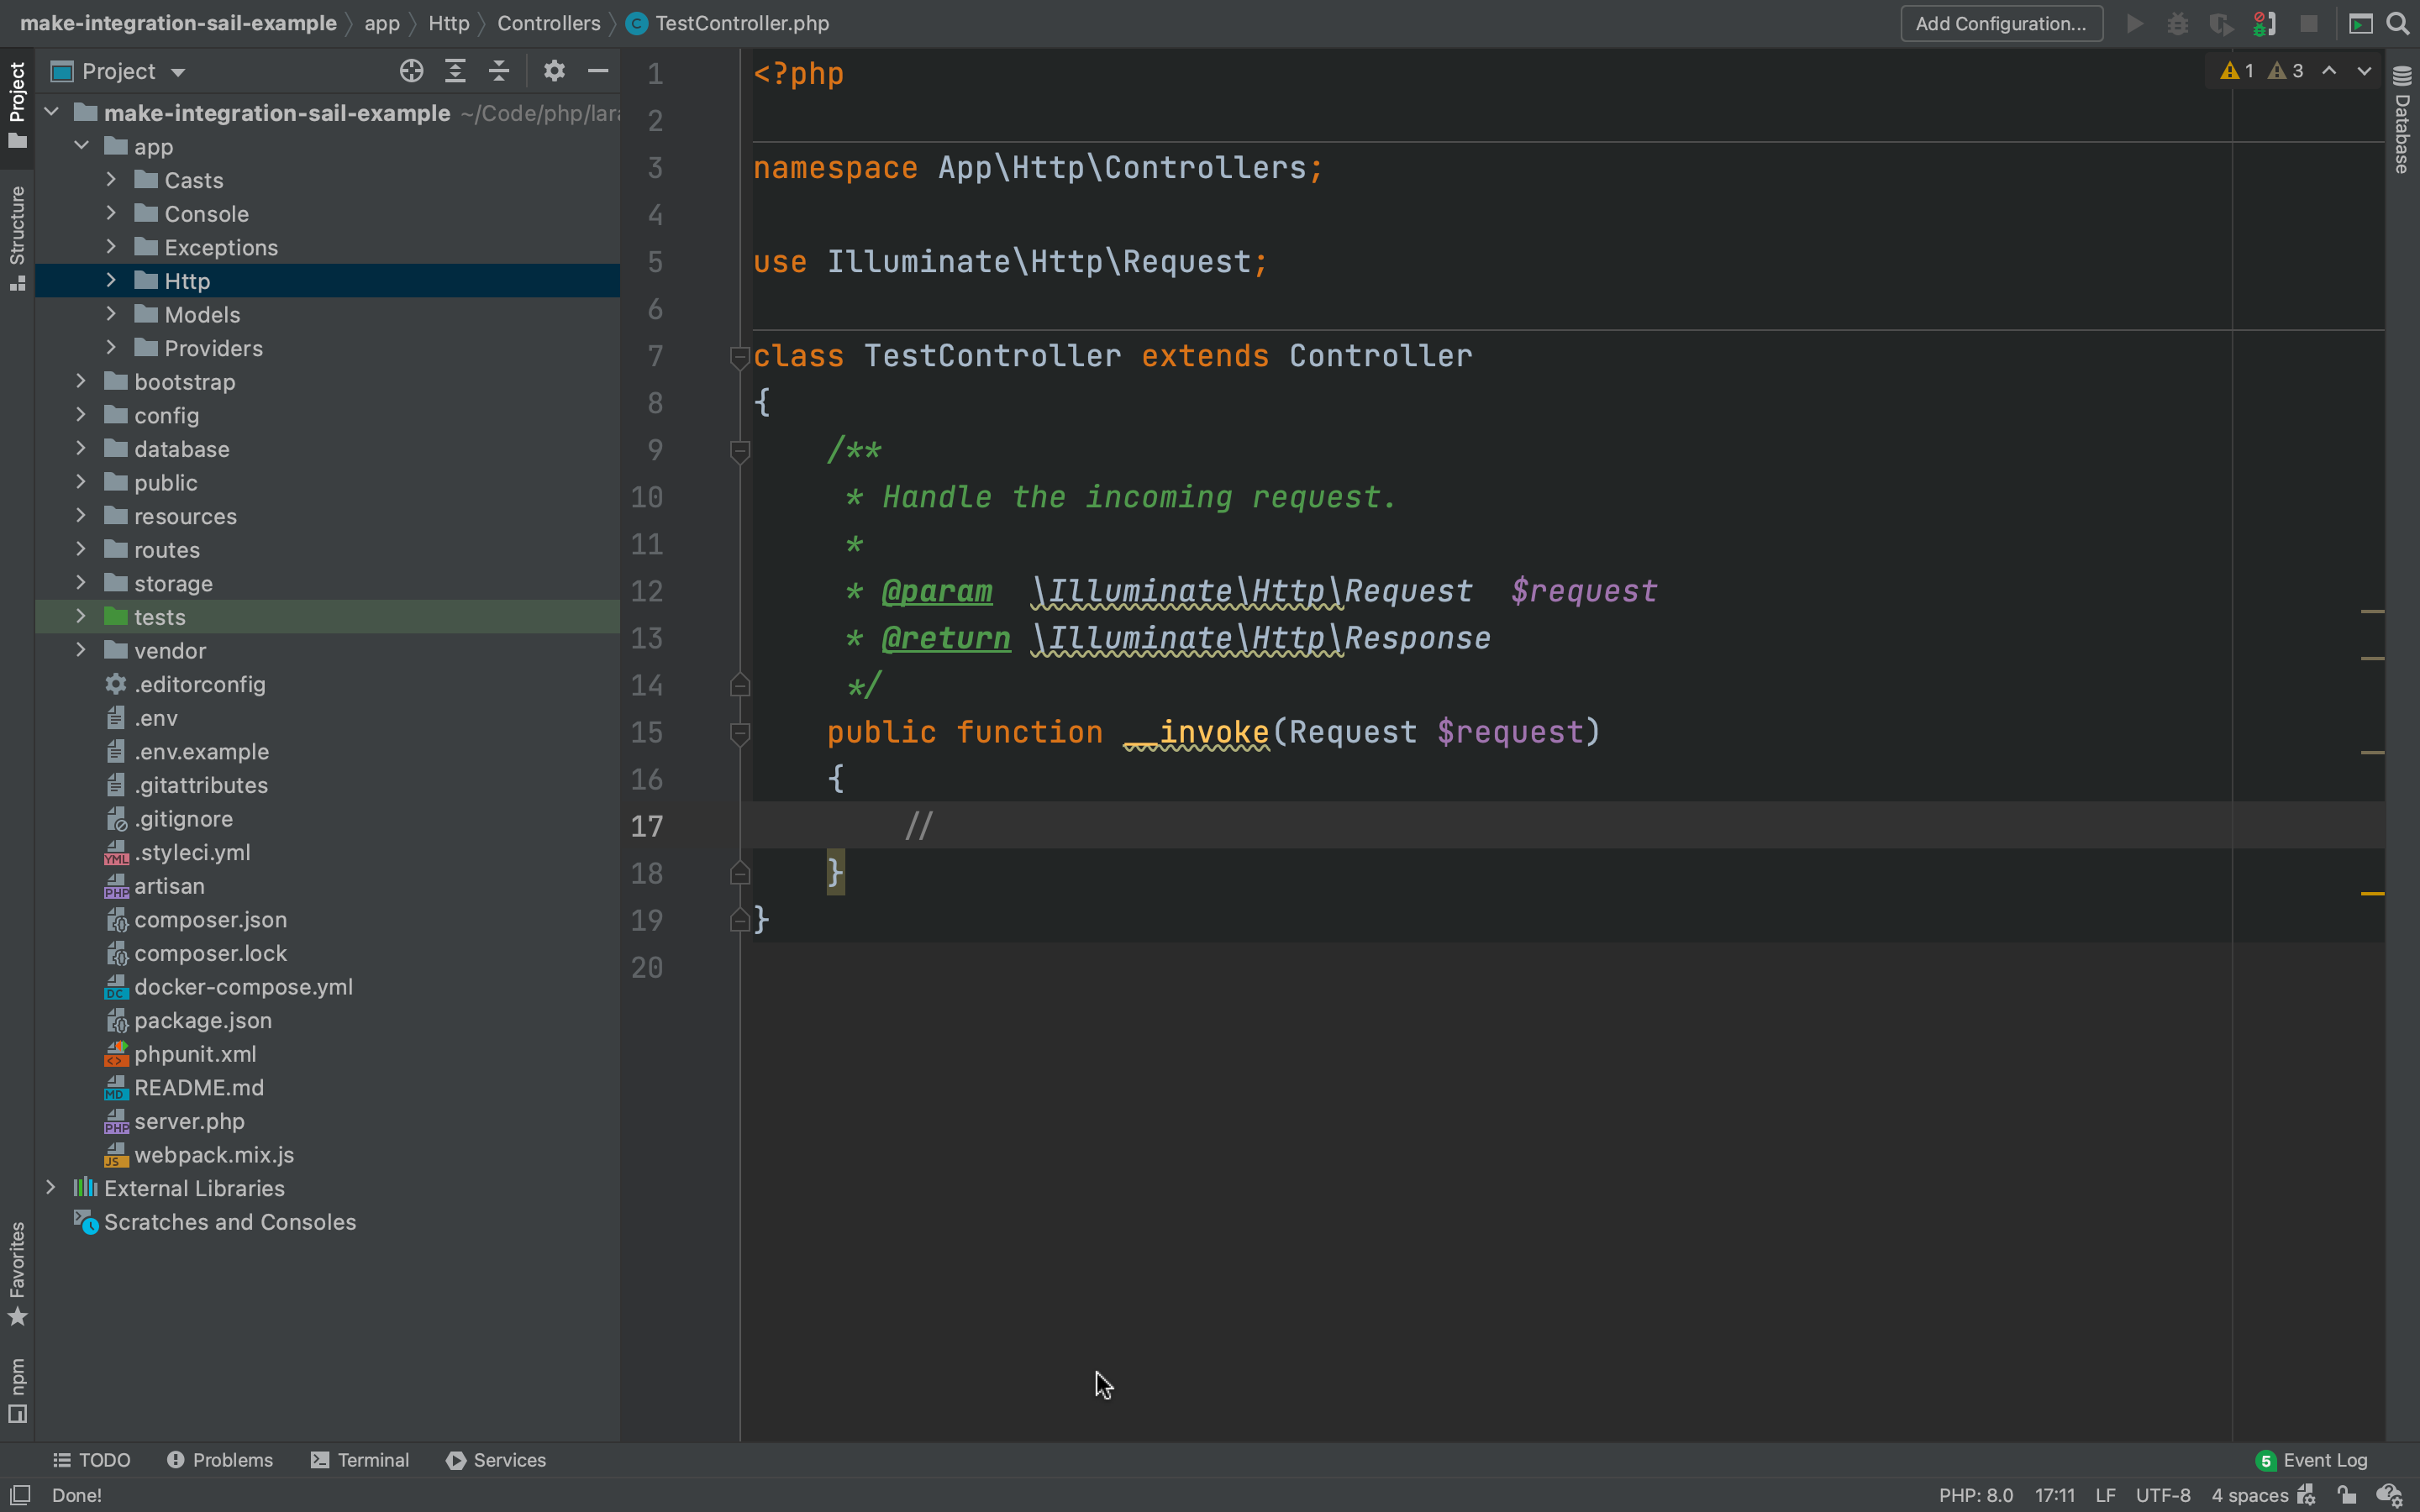 make-integration-sail-example app Http Controllers C TestController.php
Add Configuration...
Project
Project
Structure
Favorites
npm
make-integration-sail-example ~/Code/php/lar
app
Casts
Console
Exceptions
Http
Models
Providers
bootstrap
config
database
public
resources
routes
storage
tests
vendor
.editorconfig
.env
.env.example
.gitattributes
.gitignore
.styleci.yml
artisan
composer.json
composer.lock
docker-compose.yml
package.json
phpunit.xml
README.md
server.php
webpack.mix.js
External Libraries
Scratches and Consoles
1 <?php
2
3 namespace App\Http\Controllers;
4
5 use Illuminate\Http\Request;
6
7 class TestController extends Controller
8 {
9 /**
10 * Handle the incoming request.
11 *
12 * @param  \Illuminate\Http\Request  $request
13 * @return \Illuminate\Http\Response
14 */
15 public function __invoke(Request $request)
16 {
17 //
18 }
19 }
20
1 3
Database
TODO Problems Terminal Services
5 Event Log
Done!
PHP: 8.0 17:11 LF UTF-8 4 spaces